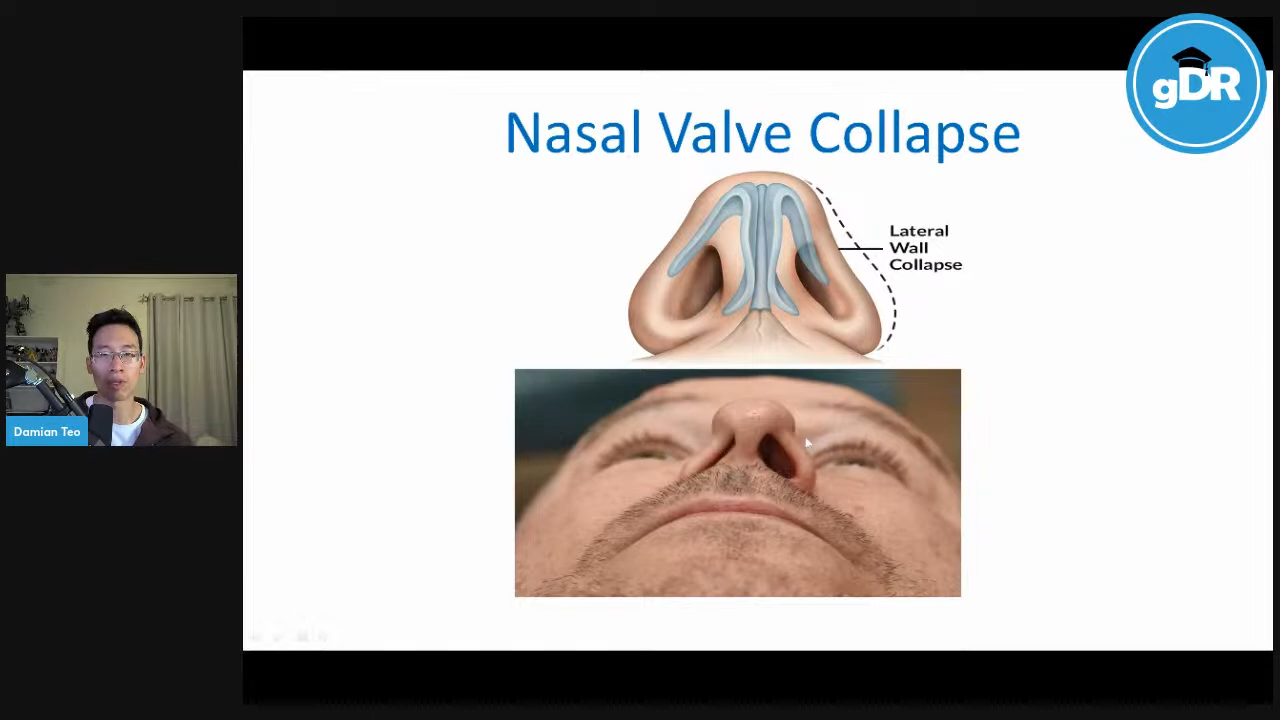 gDR
Nasal Valve Collapse
Lateral
Wall
Collapse
Damian Teo